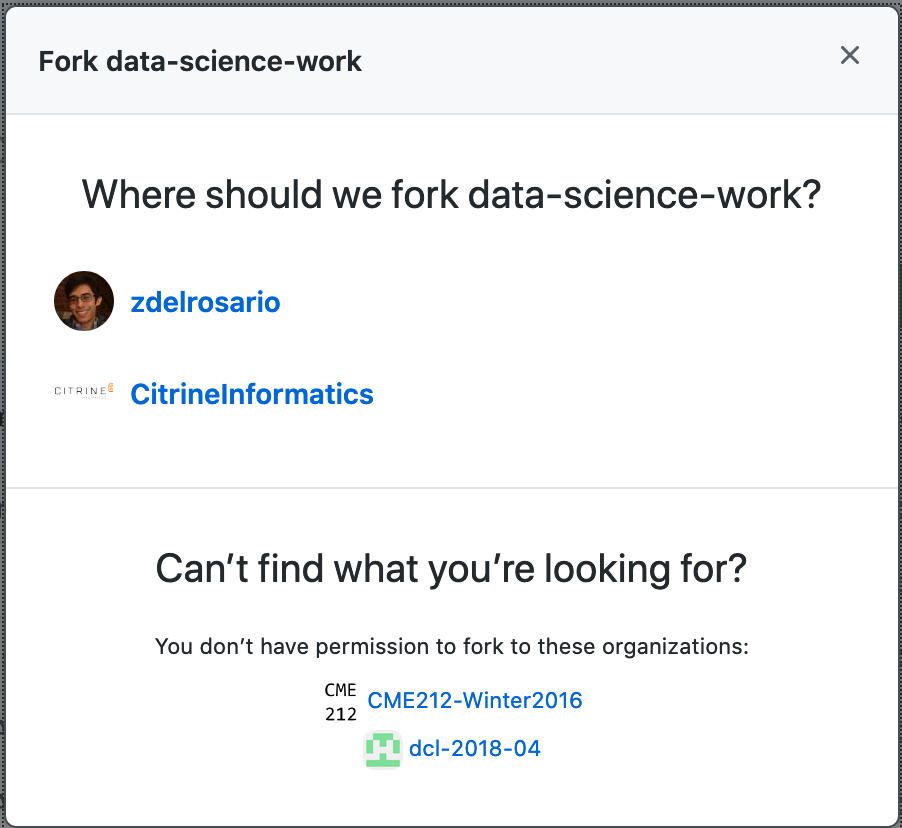 Fork data-science-work
Where should we fork data-science-work?
zdelrosario
CITRINE
CitrineInformatics
Can’t find what you’re looking for?
You don’t have permission to fork to these organizations:
CME
212
CME212-Winter2016
dcl-2018-04